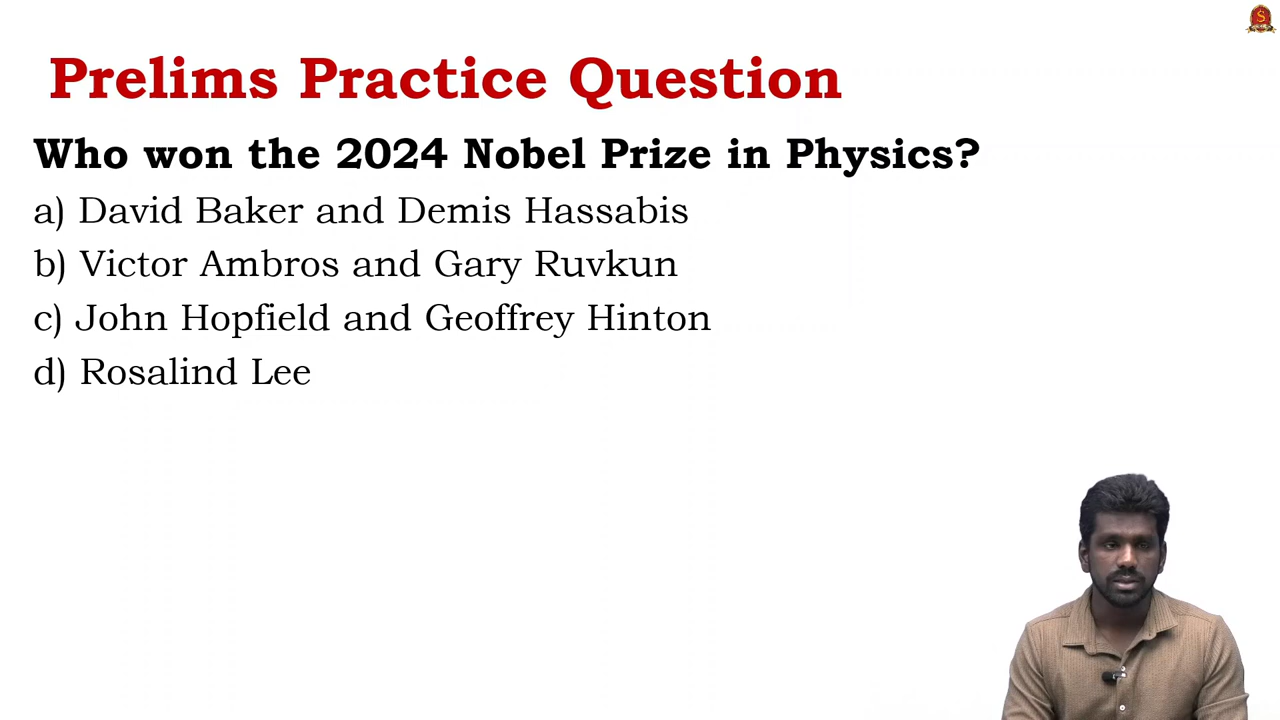 Prelims Practice Question
Who won the 2024 Nobel Prize in Physics?
a) David Baker and Demis Hassabis
b) Victor Ambros and Gary Ruvkun
c) John Hopfield and Geoffrey Hinton
d) Rosalind Lee